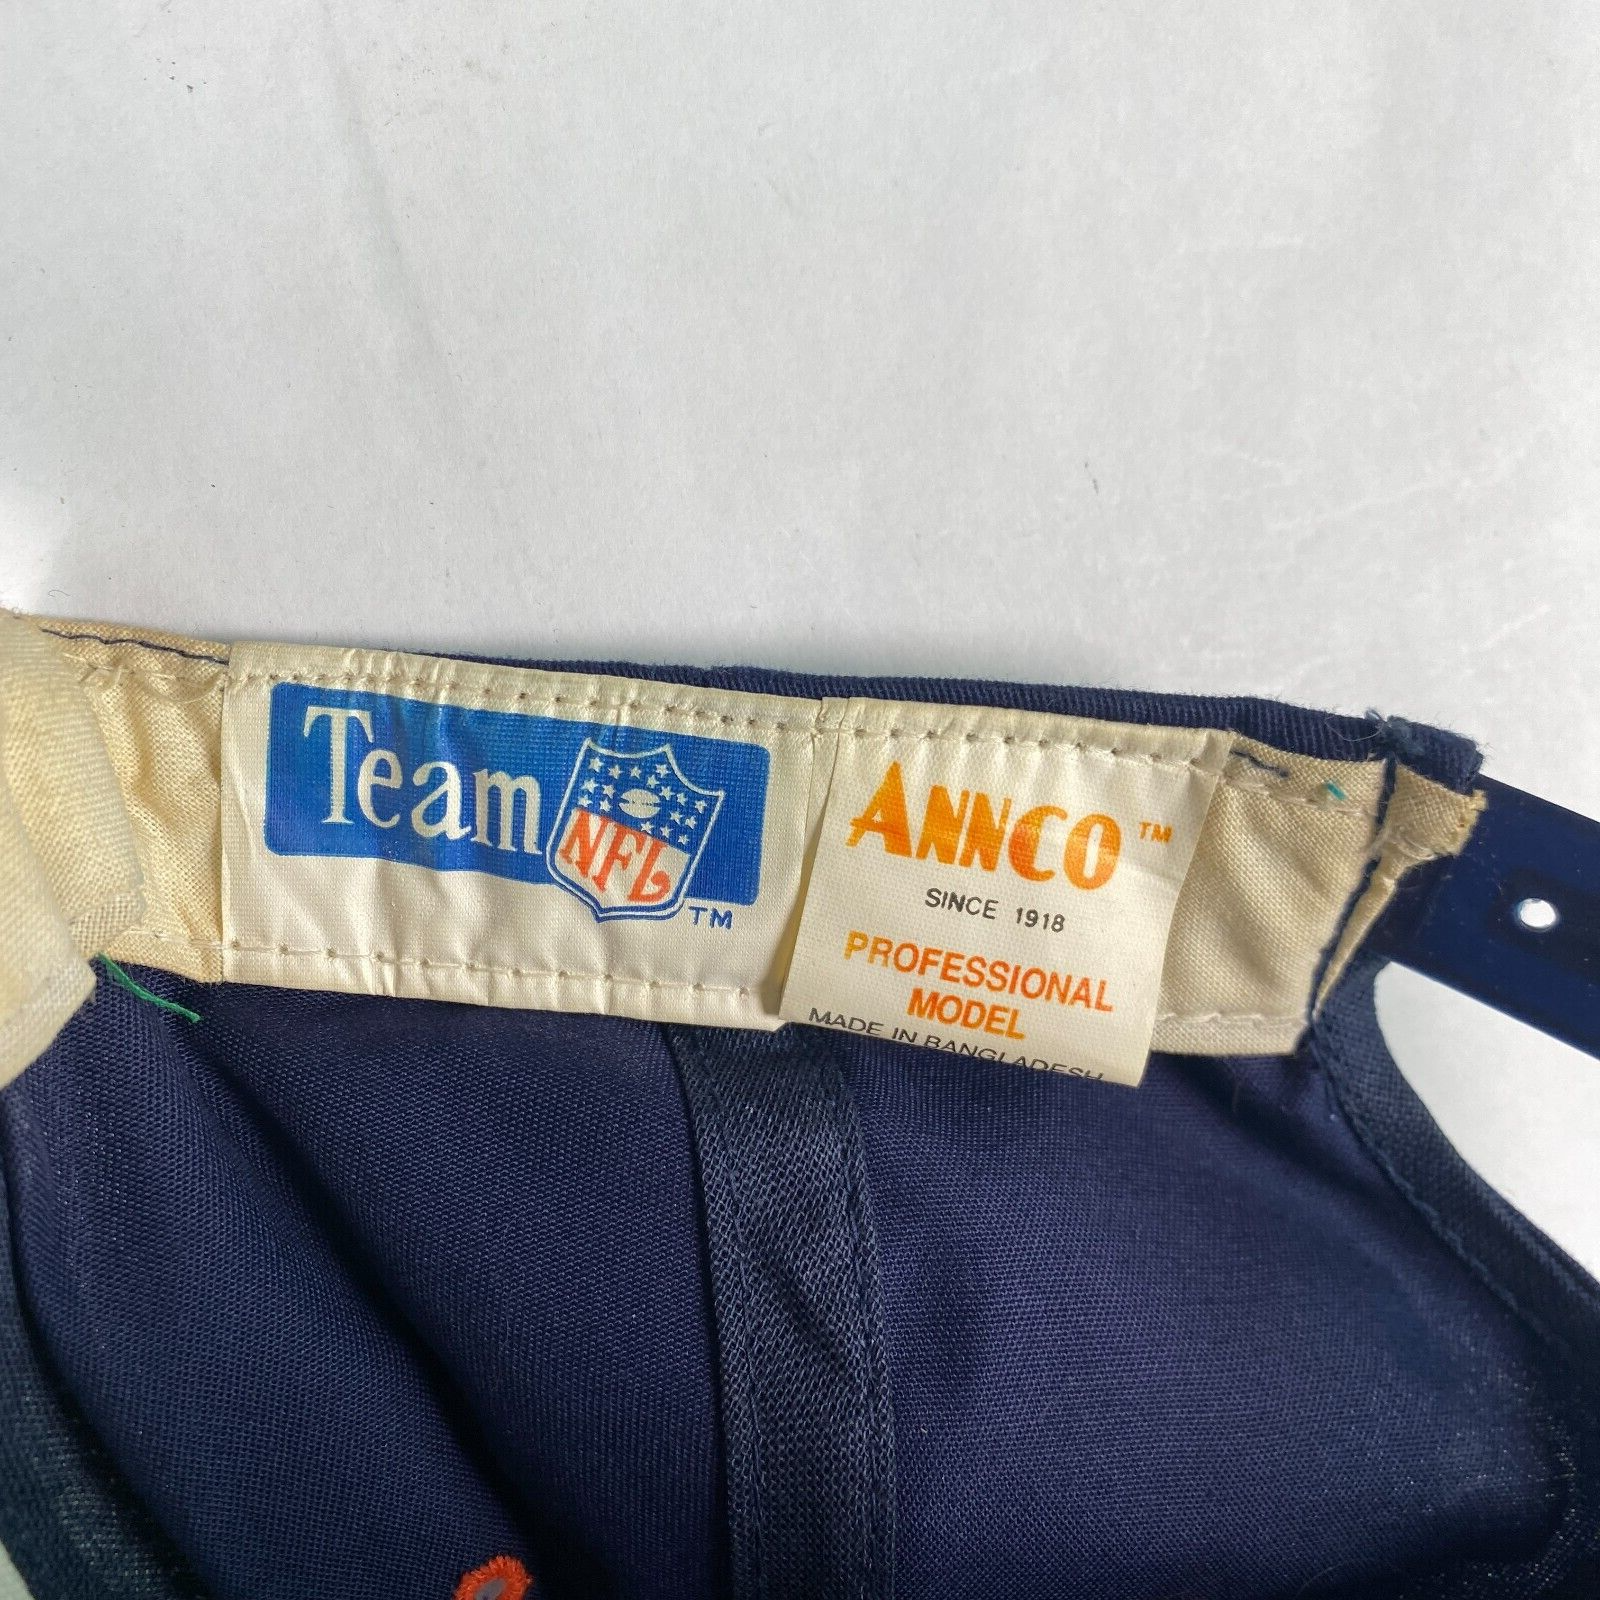 Team NFL TM
ANNCO TM
SINCE 1918
PROFESSIONAL
MODEL
MADE IN BANGLADESH